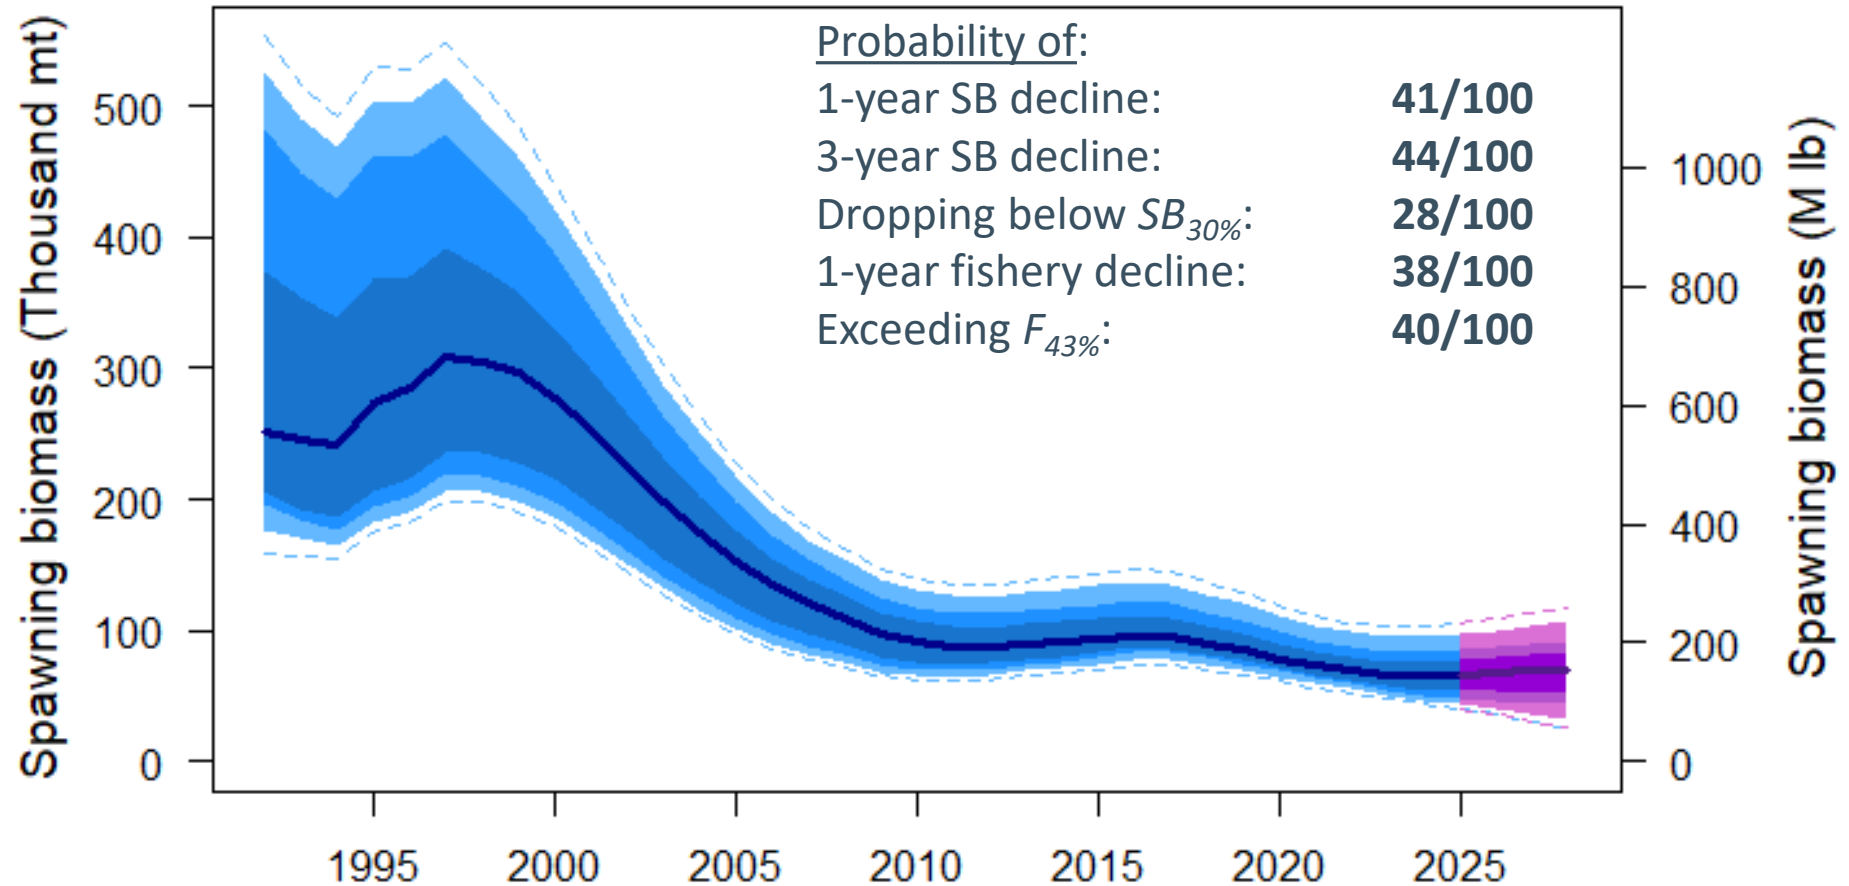 Probability of:
1-year SB decline: 41/100
3-year SB decline: 44/100
Dropping below SB30%: 28/100
1-year fishery decline: 38/100
Exceeding F43%: 40/100
Spawning biomass (Thousand mt)
500
400
300
200
100
0
1000
800
600
400
200
0
Spawning biomass (M lb)
1995 2000 2005 2010 2015 2020 2025